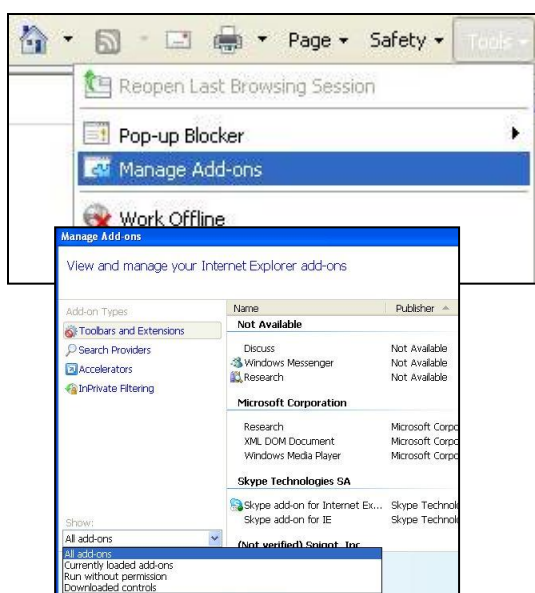 Page Safety Tools
Reopen Last Browsing Session
Pop-up Blocker
Manage Add-ons
Work Offline
Manage Add-ons
View and manage your Internet Explorer add-ons
Add-on Types
Toolbars and Extensions
Search Providers
Accelerators
InPrivate Filtering
Show:
All add-ons
All add-ons
Currently loaded add-ons
Run without permission
Downloaded controls
Name Publisher
Not Available
Discuss Not Available
Windows Messenger Not Available
Research Not Available
Microsoft Corporation
Research Microsoft Corpo
XML DOM Document Microsoft Corpo
Windows Media Player Microsoft Corpo
Skype Technologies SA
Skype add-on for Internet Ex... Skype Technol
Skype add-on for IE Skype Technol
(Not verified) Spigot, Inc.